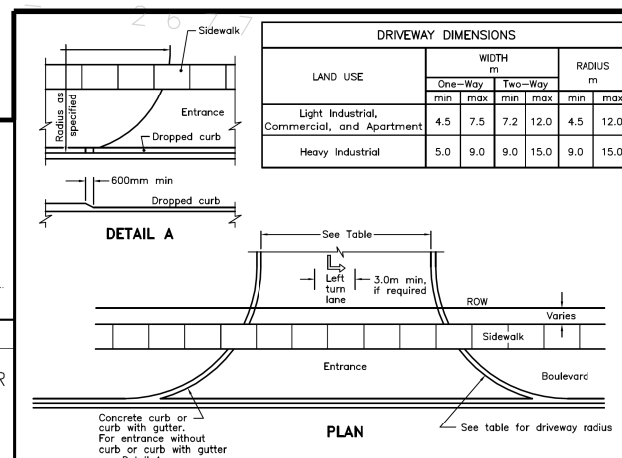 2677
Sidewalk
Radius as
specified
Entrance
Dropped curb
600mm min
Dropped curb
DETAIL A
DRIVEWAY DIMENSIONS
LAND USE
WIDTH
m
RADIUS
m
One-Way Two-Way
min max min max min max
Light Industrial,
Commercial, and Apartment 4.5 7.5 7.2 12.0 4.5 12.0
Heavy Industrial 5.0 9.0 9.0 15.0 9.0 15.0
See Table
Left
turn
lane
3.0m min,
if required
ROW
Varies
Sidewalk
Entrance
Boulevard
R
Concrete curb or
curb with gutter.
For entrance without
curb or curb with gutter
PLAN
See table for driveway radius